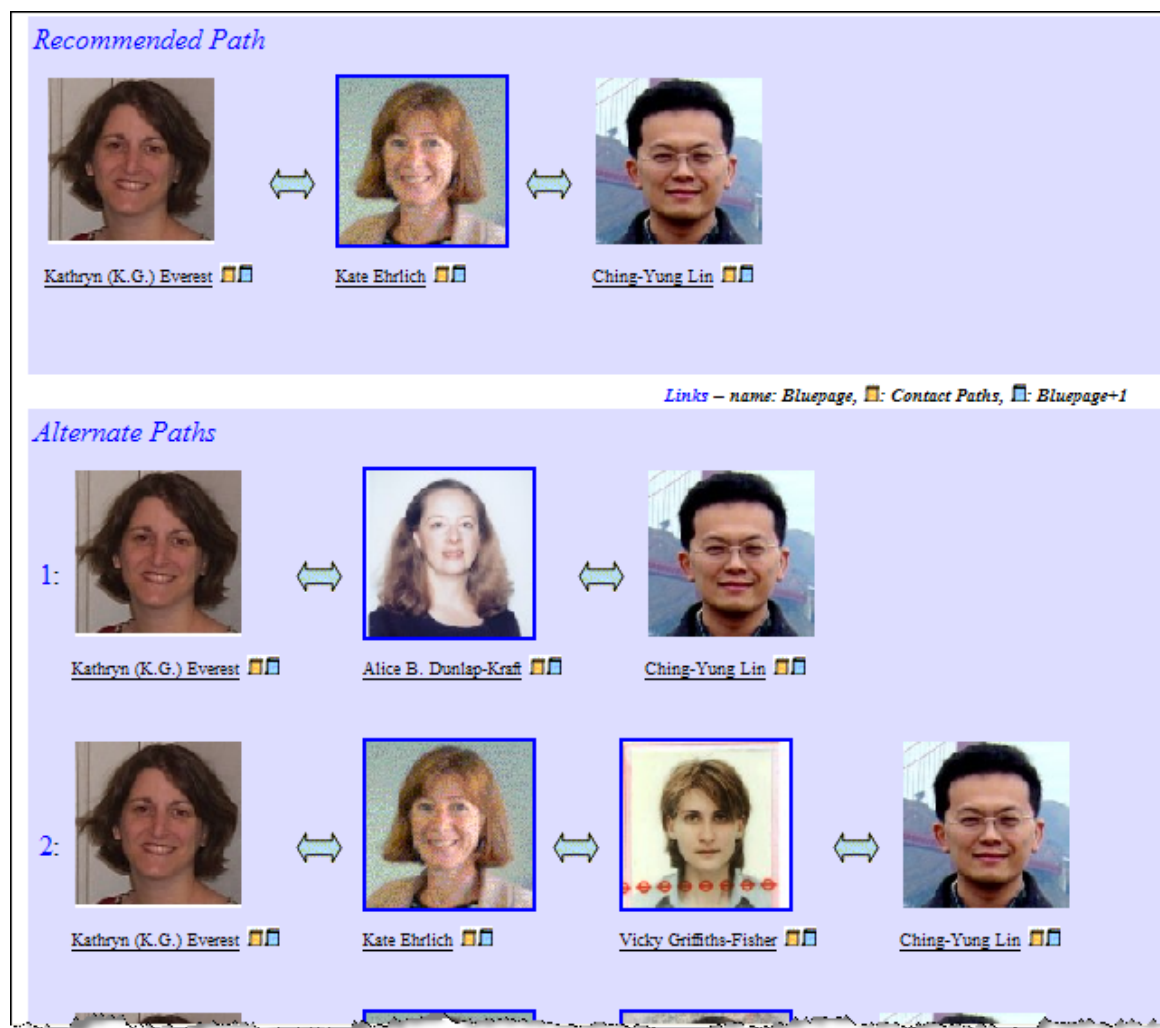 Recommended Path
Kathryn (K.G.) Everest Kate Ehrlich Ching-Yung Lin
Links – name: Bluepage, : Contact Paths, : Bluepage+1
Alternate Paths
1:
Kathryn (K.G.) Everest Alice B. Dunlap-Kraft Ching-Yung Lin
2:
Kathryn (K.G.) Everest Kate Ehrlich Vicky Griffiths-Fisher Ching-Yung Lin